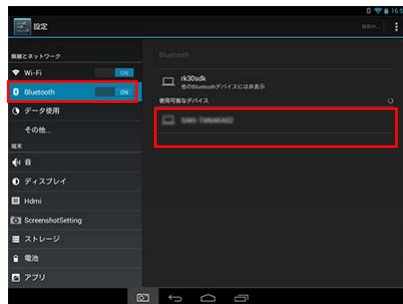 16:5
設定
無線とネットワーク
Wi-Fi
ON
Bluetooth
ON
データ使用
その他...
端末
音
ディスプレイ
Hdmi
ScreenshotSetting
ストレージ
電池
アプリ
Bluetooth
rk30sdk
他のBluetoothデバイスには非表示
使用可能なデバイス